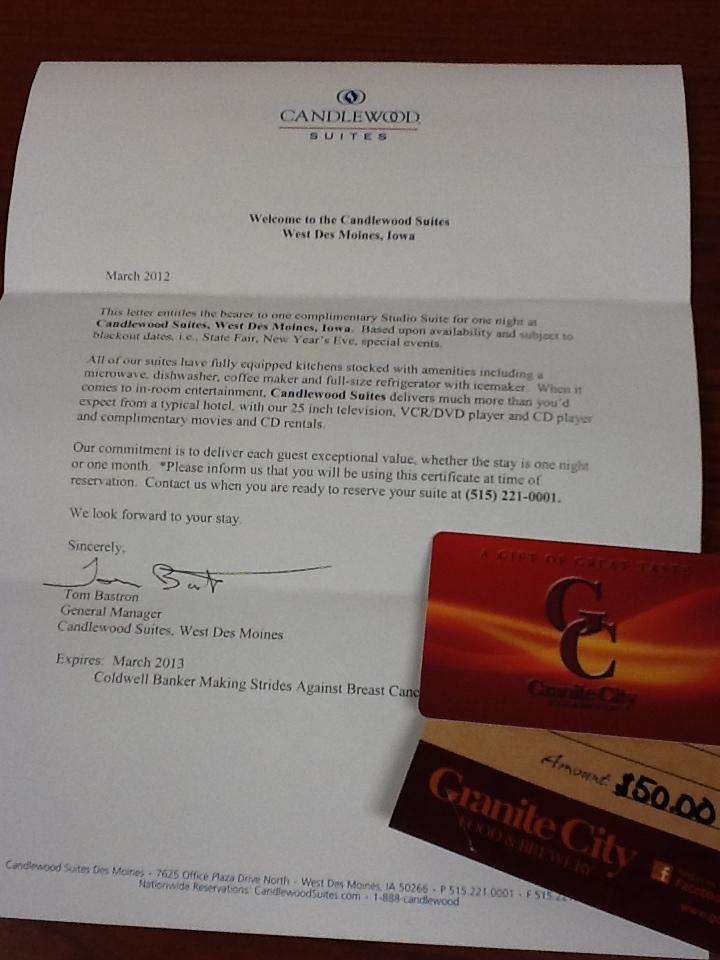 CANDLEWOOD
SUITES
Welcome to the Candlewood Suites
West Des Moines, Iowa
March 2012
This letter entitles the bearer to one complimentary Studio Suite for one night at
Candlewood Suites, West Des Moines, Iowa. Based upon availability and subject to
blackout dates, i.e., State Fair, New Year's Eve, special events.
All of our suites have fully equipped kitchens stocked with amenities including a
microwave, dishwasher, coffee maker and full-size refrigerator with icemaker. When it
comes to in-room entertainment, Candlewood Suites delivers much more than you'd
expect from a typical hotel, with our 25 inch television, VCR/DVD player and CD player
and complimentary movies and CD rentals.
Our commitment is to deliver each guest exceptional value, whether the stay is one night
or one month. *Please inform us that you will be using this certificate at time of
reservation. Contact us when you are ready to reserve your suite at (515) 221-0001.
We look forward to your stay.
Sincerely,
Tom Bastron
General Manager
Candlewood Suites, West Des Moines
Expires: March 2013
Coldwell Banker Making Strides Against Breast Canc
A GIFT OF GREAT TASTE
GC
Granite City
Amount $50.00
Granite City
FOOD & BREWERY
f
Facebook
Candlewood Suites Des Moines - 7625 Office Plaza Drive North - West Des Moines, IA 50266 - P 515.221.0001 - F 515.22
Nationwide Reservations: CandlewoodSuites.com - 1-888-candlewood